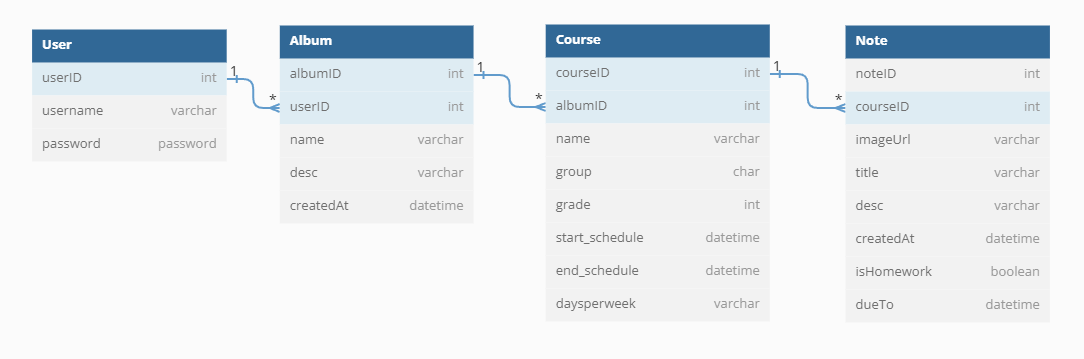 User
userID int
username varchar
password password
1
*
Album
albumID int
userID int
name varchar
desc varchar
createdAt datetime
1
*
Course
courseID int
albumID int
name varchar
group char
grade int
start_schedule datetime
end_schedule datetime
daysperweek varchar
1
*
Note
noteID int
courseID int
imageUrl varchar
title varchar
desc varchar
createdAt datetime
isHomework boolean
dueTo datetime